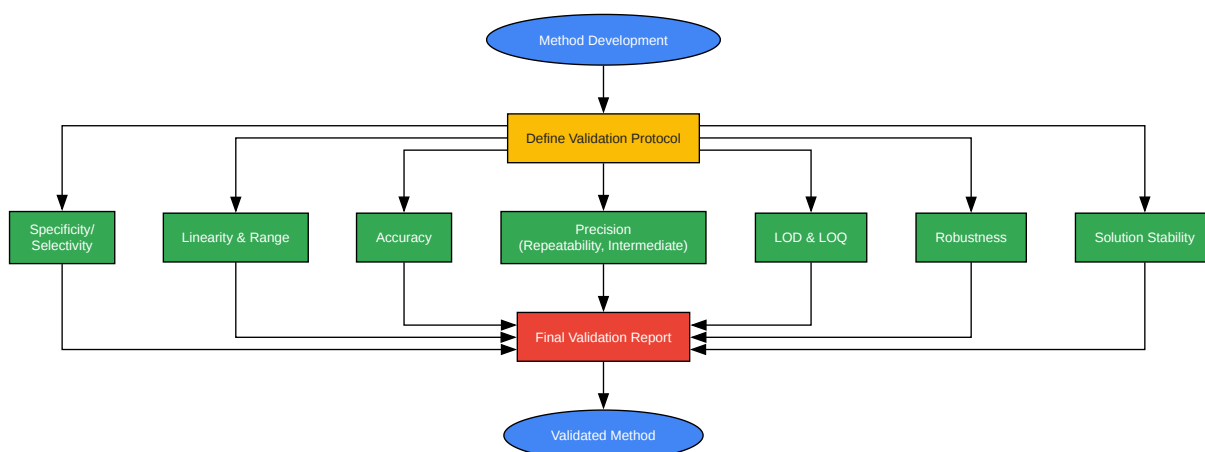 Method Development
Define Validation Protocol
Specificity/
Selectivity
Linearity & Range
Accuracy
Precision
(Repeatability, Intermediate)
LOD & LOQ
Robustness
Solution Stability
Final Validation Report
Validated Method